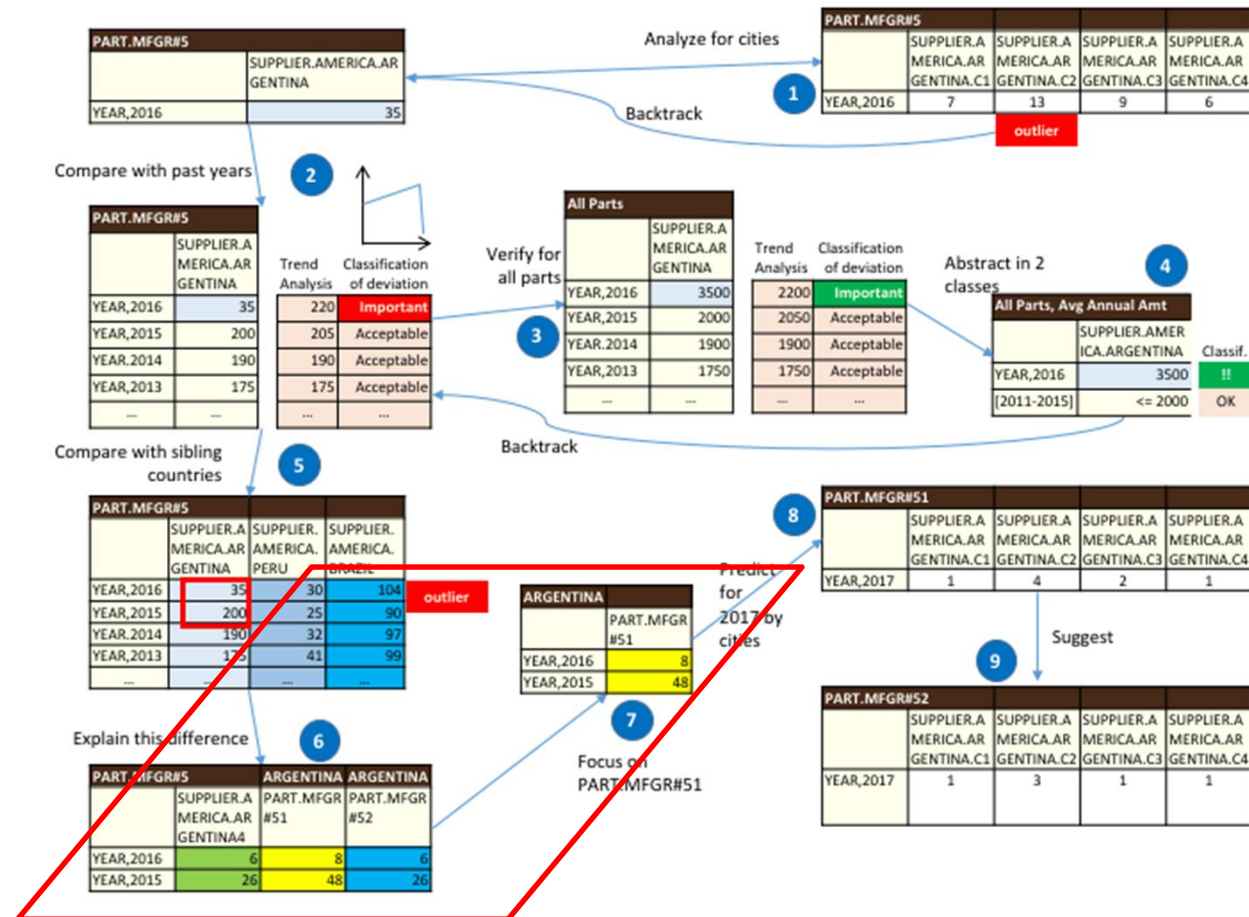 PART.MFGR#5
SUPPLIER.AMERICA.AR
GENTINA
YEAR,2016 35
Analyze for cities
Backtrack
1
PART.MFGR#5
SUPPLIER.A SUPPLIER.A SUPPLIER.A SUPPLIER.A
MERICA.AR MERICA.AR MERICA.AR MERICA.AR
GENTINA.C1 GENTINA.C2 GENTINA.C3 GENTINA.C4
YEAR,2016 7 13 9 6
outlier
Compare with past years
2
PART.MFGR#5
SUPPLIER.A
MERICA.AR
GENTINA
Trend Classification
Analysis of deviation
YEAR,2016 35 220 Important
YEAR,2015 200 205 Acceptable
YEAR.2014 190 190 Acceptable
YEAR,2013 175 175 Acceptable
... ... ... ...
Verify for
all parts
3
All Parts
SUPPLIER.A
MERICA.AR
GENTINA
Trend Classification
Analysis of deviation
YEAR,2016 3500 2200 Important
YEAR,2015 2000 2050 Acceptable
YEAR.2014 1900 1900 Acceptable
YEAR,2013 1750 1750 Acceptable
... ... ... ...
Abstract in 2
classes
4
All Parts, Avg Annual Amt
SUPPLIER.AMER
ICA.ARGENTINA Classif.
YEAR,2016 3500 !!
[2011-2015] <= 2000 OK
Backtrack
Compare with sibling
countries
5
PART.MFGR#5
SUPPLIER.A SUPPLIER. SUPPLIER.
MERICA.AR AMERICA. AMERICA.
GENTINA PERU BRAZIL
YEAR,2016 35 30 104
YEAR,2015 200 25 90
YEAR.2014 190 32 97
YEAR,2013 175 41 99
... ... ... ...
outlier
Explain this difference
6
PART.MFGR#5 ARGENTINA ARGENTINA
SUPPLIER.A PART.MFGR PART.MFGR
MERICA.AR #51 #52
GENTINA4
YEAR,2016 6 8 6
YEAR,2015 26 48 26
ARGENTINA
PART.MFGR
#51
YEAR,2016 8
YEAR,2015 48
7
Focus on
PART.MFGR#51
Predict
for
2017 by
cities
8
PART.MFGR#51
SUPPLIER.A SUPPLIER.A SUPPLIER.A SUPPLIER.A
MERICA.AR MERICA.AR MERICA.AR MERICA.AR
GENTINA.C1 GENTINA.C2 GENTINA.C3 GENTINA.C4
YEAR,2017 1 4 2 1
Suggest
9
PART.MFGR#52
SUPPLIER.A SUPPLIER.A SUPPLIER.A SUPPLIER.A
MERICA.AR MERICA.AR MERICA.AR MERICA.AR
GENTINA.C1 GENTINA.C2 GENTINA.C3 GENTINA.C4
YEAR,2017 1 3 1 1